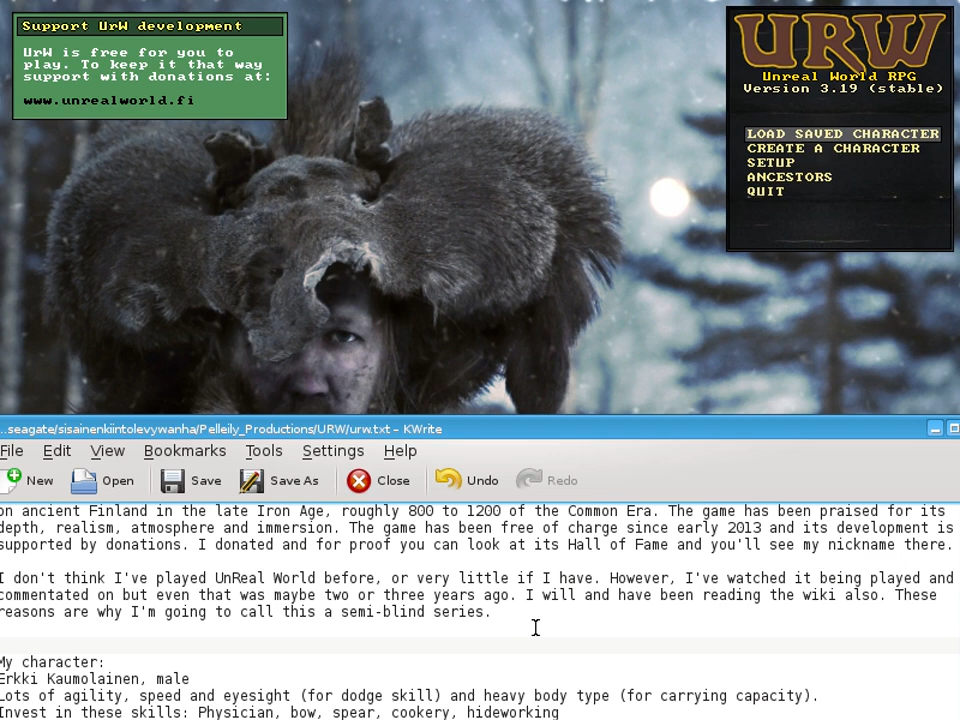 Support UrW development
UrW is free for you to
play. To keep it that way
support with donations at:
www.unrealworld.fi
URW
Unreal World RPG
Version 3.19 (stable)
LOAD SAVED CHARACTER
CREATE A CHARACTER
SETUP
ANCESTORS
QUIT
...seagate/sisainenkiintolevywanha/Pelleily_Productions/URW/urw.txt – KWrite
File Edit View Bookmarks Tools Settings Help
New Open Save Save As Close Undo Redo
on ancient Finland in the late Iron Age, roughly 800 to 1200 of the Common Era. The game has been praised for its
depth, realism, atmosphere and immersion. The game has been free of charge since early 2013 and its development is
supported by donations. I donated and for proof you can look at its Hall of Fame and you'll see my nickname there.
I don't think I've played UnReal World before, or very little if I have. However, I've watched it being played and
commentated on but even that was maybe two or three years ago. I will and have been reading the wiki also. These
reasons are why I'm going to call this a semi-blind series.
My character:
Erkki Kaumolainen, male
Lots of agility, speed and eyesight (for dodge skill) and heavy body type (for carrying capacity).
Invest in these skills: Physician, bow, spear, cookery, hideworking